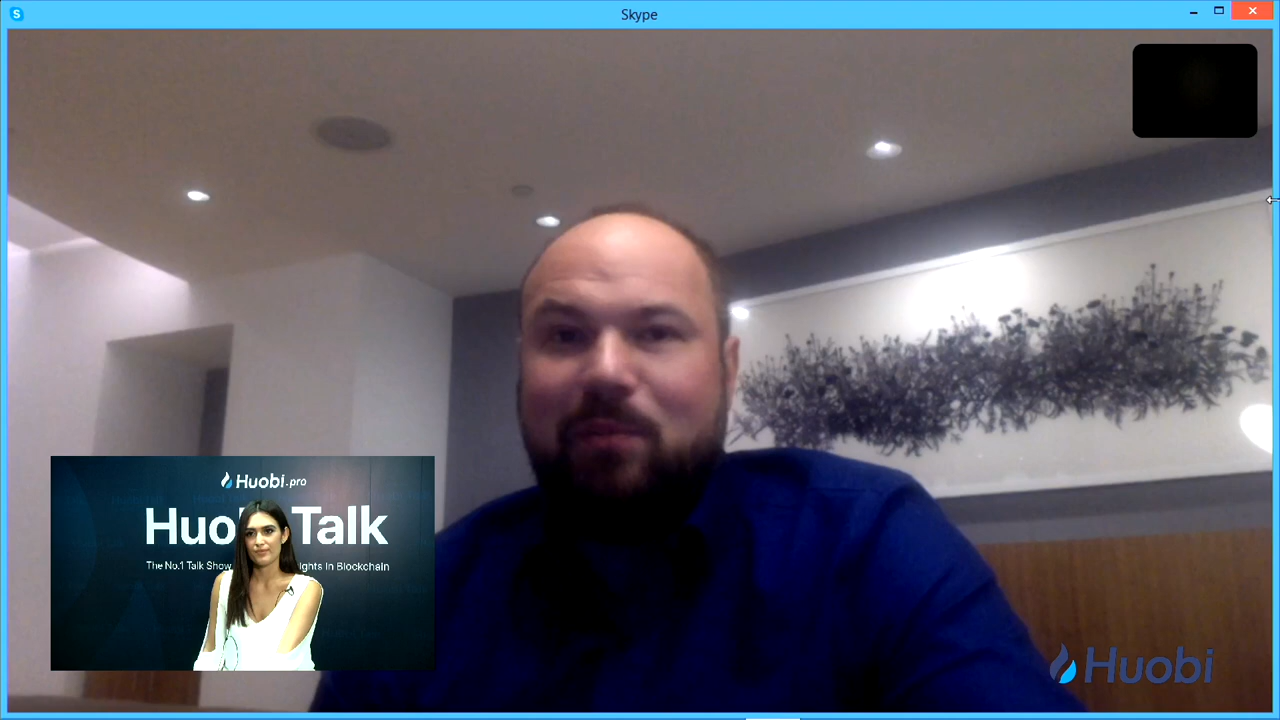 Skype
Huobi.pro
Huo Talk
The No.1 Talk Show ights In Blockchain
Huobi